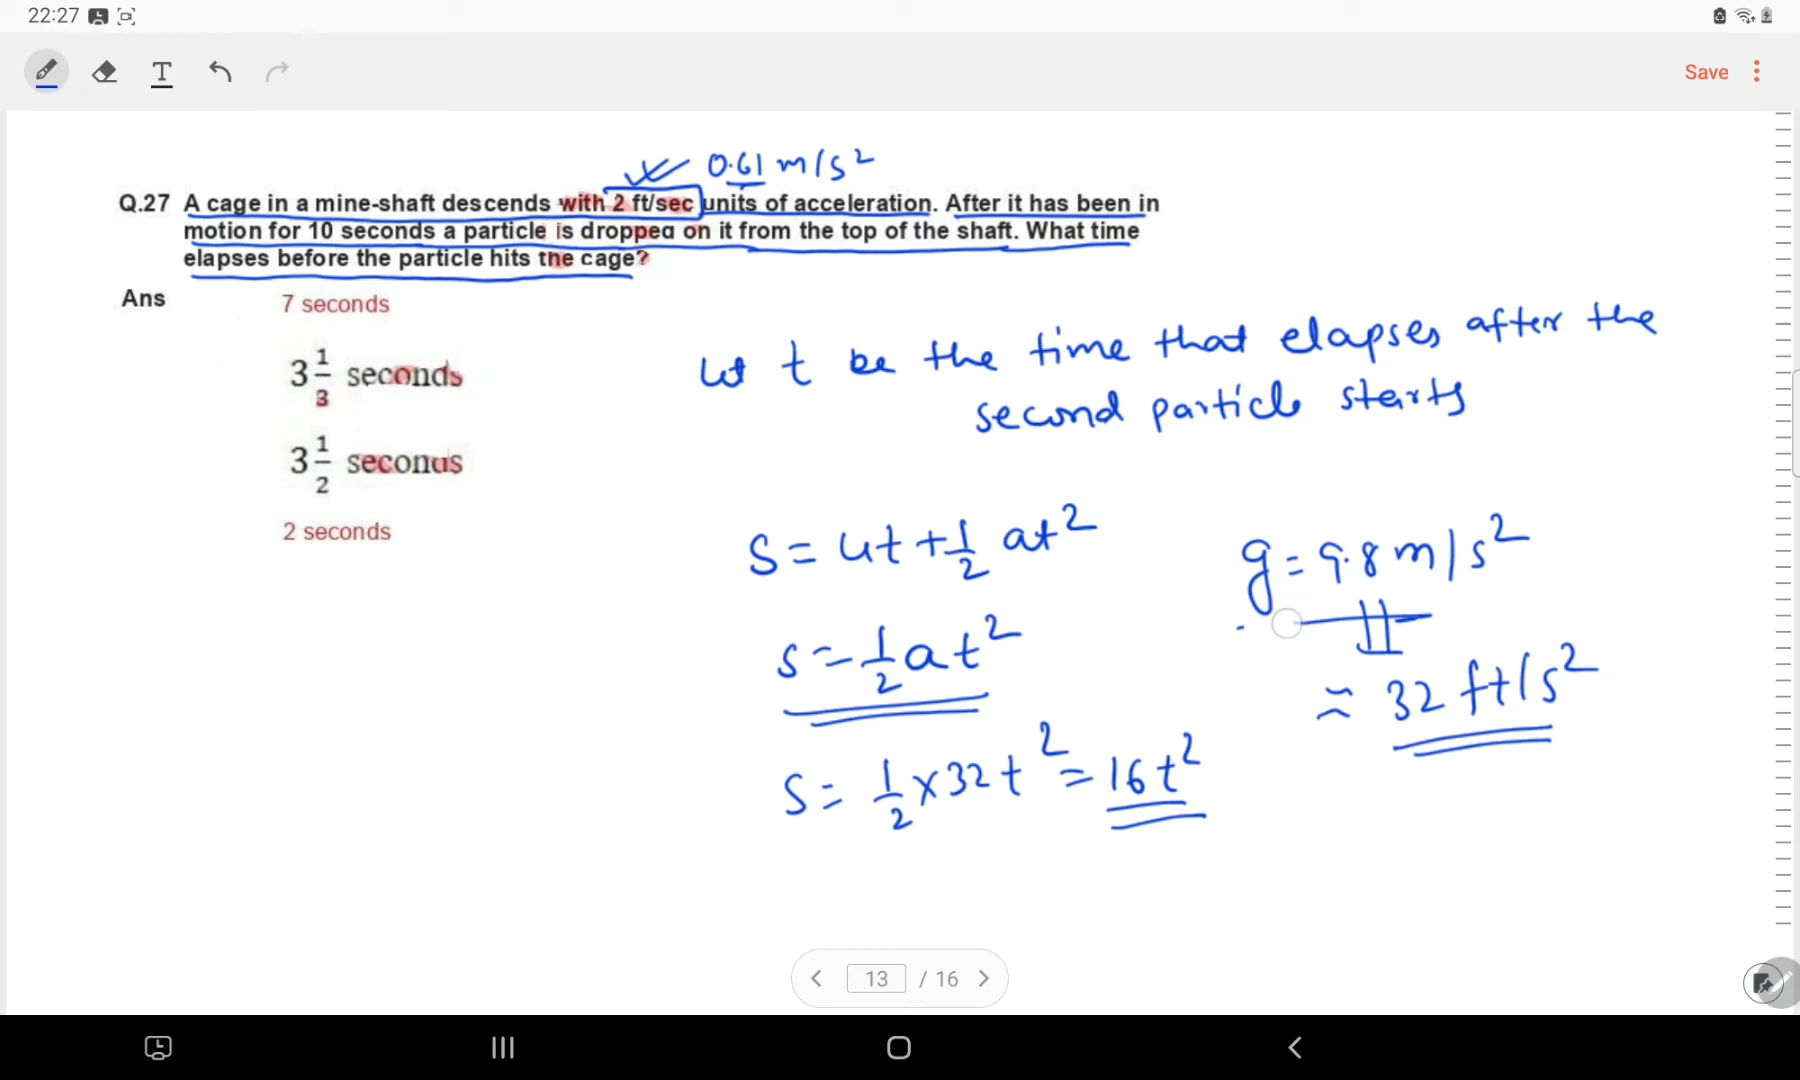 22:27
T
Save
0.61 m/s²
Q.27 A cage in a mine-shaft descends with 2 ft/sec units of acceleration. After it has been in
motion for 10 seconds a particle is dropped on it from the top of the shaft. What time
elapses before the particle hits the cage?
Ans
7 seconds
3 1/3 seconds
3 1/2 seconds
2 seconds
Let t be the time that elapses after the
second particle starts
S = ut + 1/2 at²
g = 9.8 m/s²
S = 1/2 at²
≈ 32 ft/s²
S = 1/2 × 32 t² = 16t²
13 / 16